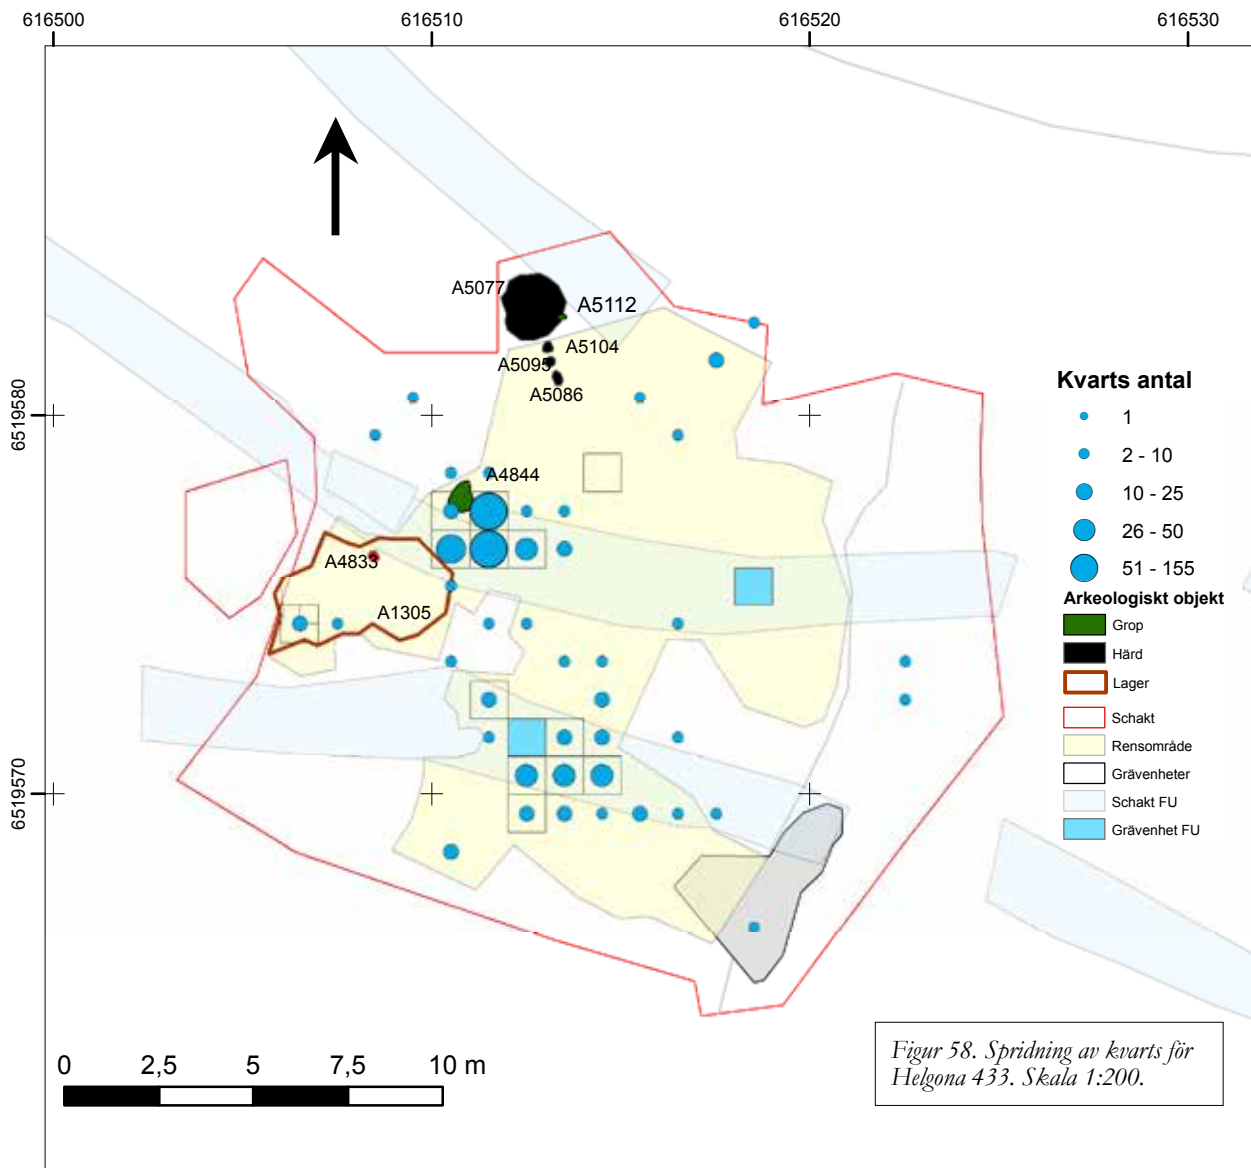 616500
616510
616520
616530
6519580
6519570
A5077
A5112
A5104
A5095
A5086
A4844
A4833
A1305
Kvarts antal
1
2 - 10
10 - 25
26 - 50
51 - 155
Arkeologiskt objekt
Grop
Härd
Lager
Schakt
Rensområde
Grävenheter
Schakt FU
Grävenhet FU
0 2,5 5 7,5 10 m
Figur 58. Spridning av kvarts för
Helgona 433. Skala 1:200.